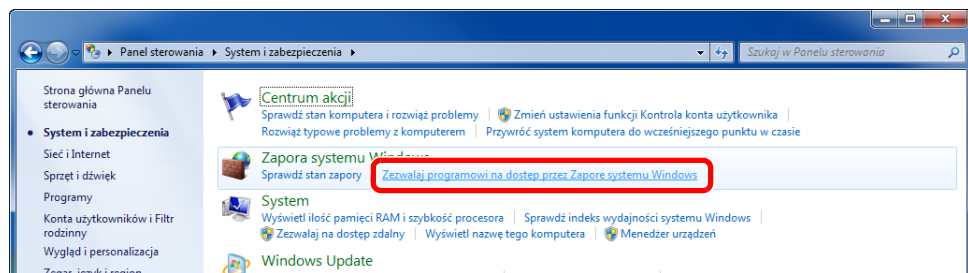 Panel sterowania ▸ System i zabezpieczenia ▸
Szukaj w Panelu sterowania
Strona główna Panelu
sterowania
System i zabezpieczenia
Sieć i Internet
Sprzęt i dźwięk
Programy
Konta użytkowników i Filtr
rodzinny
Wygląd i personalizacja
Zegar, język i region
Centrum akcji
Sprawdź stan komputera i rozwiąż problemy | Zmień ustawienia funkcji Kontrola konta użytkownika |
Rozwiąż typowe problemy z komputerem | Przywróć system komputera do wcześniejszego punktu w czasie
Zapora systemu Windows
Sprawdź stan zapory | Zezwalaj programowi na dostęp przez Zaporę systemu Windows
System
Wyświetl ilość pamięci RAM i szybkość procesora | Sprawdź indeks wydajności systemu Windows |
Zezwalaj na dostęp zdalny | Wyświetl nazwę tego komputera | Menedżer urządzeń
Windows Update